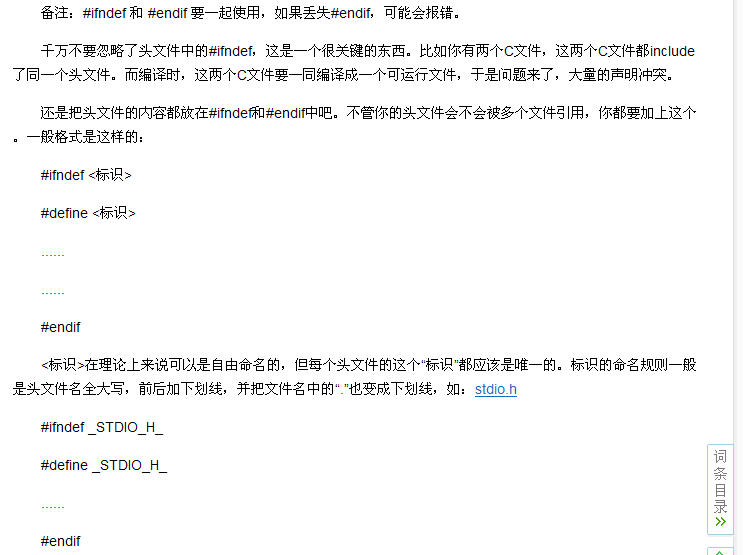 备注：#ifndef 和 #endif 要一起使用，如果丢失#endif，可能会报错。
千万不要忽略了头文件中的#ifndef，这是一个很关键的东西。比如你有两个C文件，这两个C文件都include
了同一个头文件。而编译时，这两个C文件要一同编译成一个可运行文件，于是问题来了，大量的声明冲突。
还是把头文件的内容都放在#ifndef和#endif中吧。不管你的头文件会不会被多个文件引用，你都要加上这个
。一般格式是这样的：
#ifndef <标识>
#define <标识>
......
......
#endif
<标识>在理论上来说可以是自由命名的，但每个头文件的这个“标识”都应该是唯一的。标识的命名规则一般
是头文件名全大写，前后加下划线，并把文件名中的“.”也变成下划线，如：stdio.h
#ifndef _STDIO_H_
#define _STDIO_H_
......
#endif
词
条
目
录